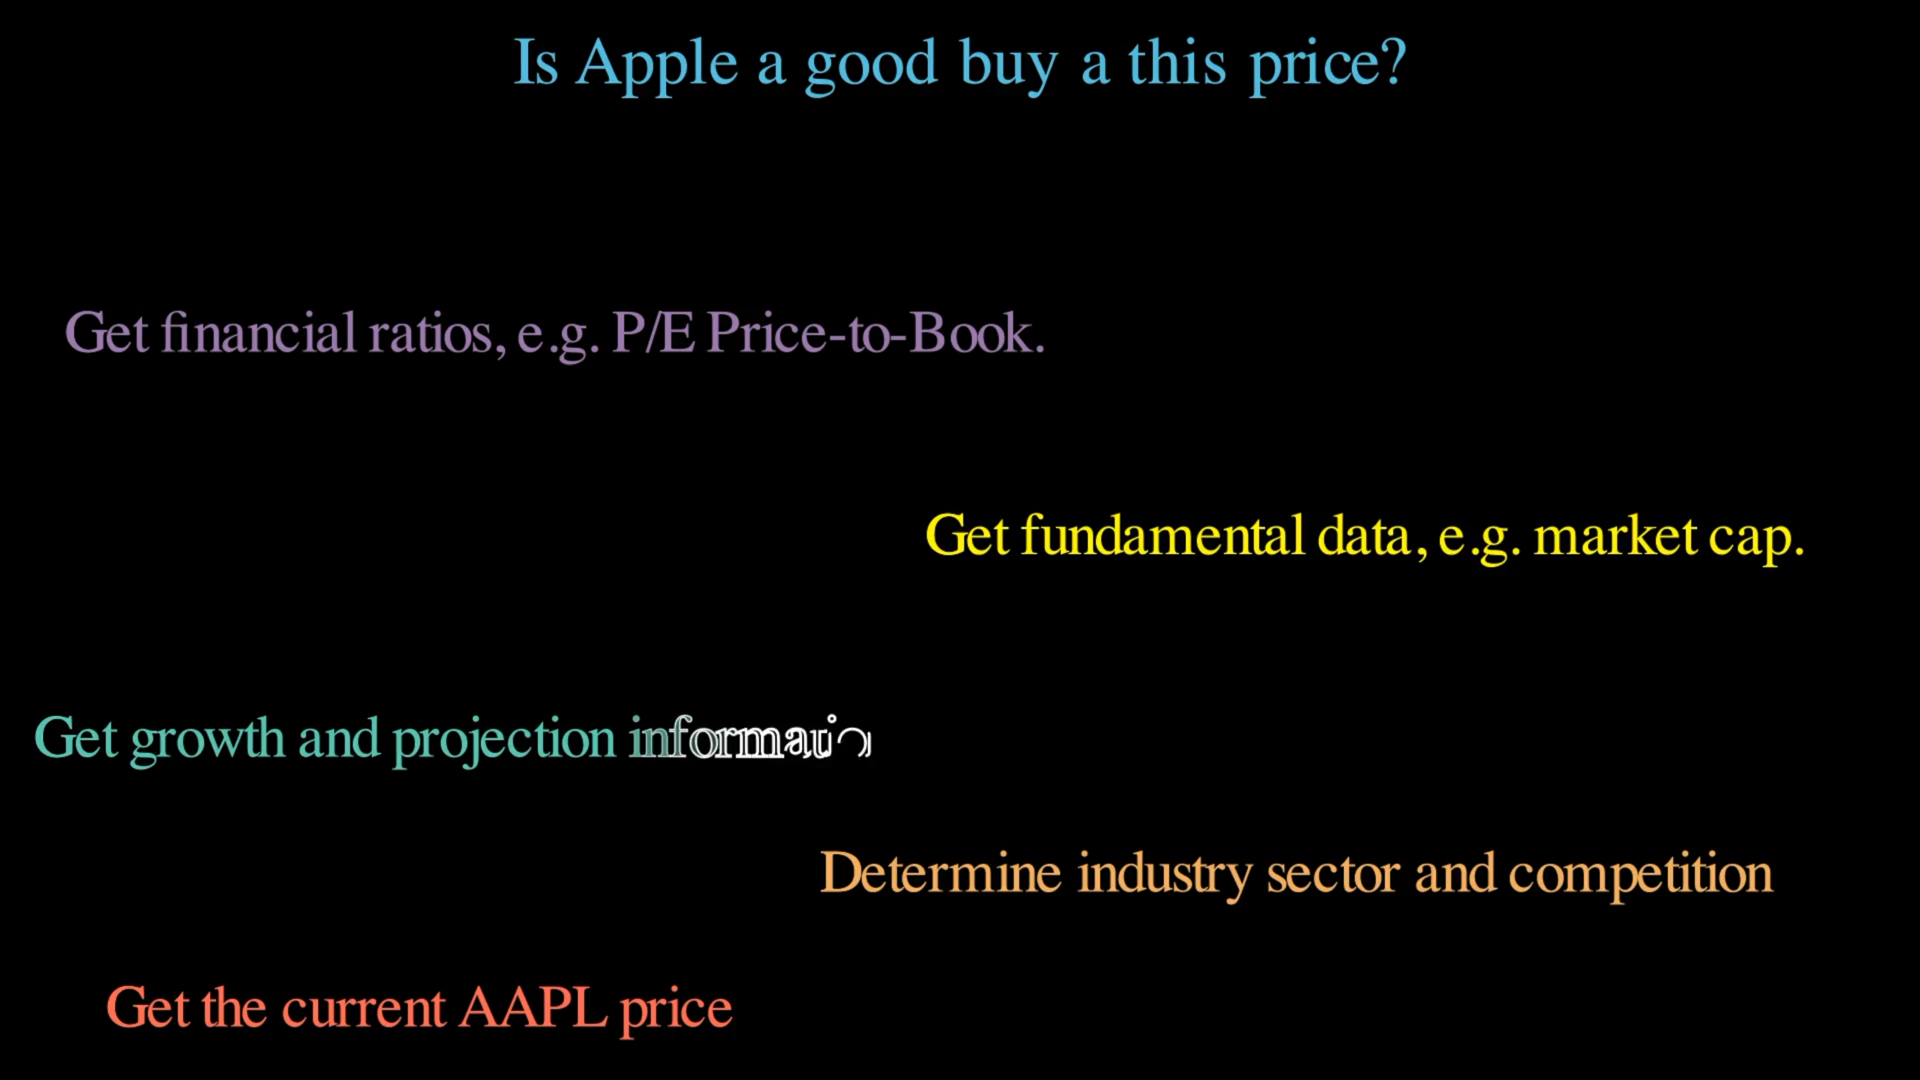 Is Apple a good buy a this price?
Get financial ratios, e.g. P/E Price-to-Book.
Get fundamental data, e.g. market cap.
Get growth and projection
Determine industry sector and competition
Get the current AAPL price